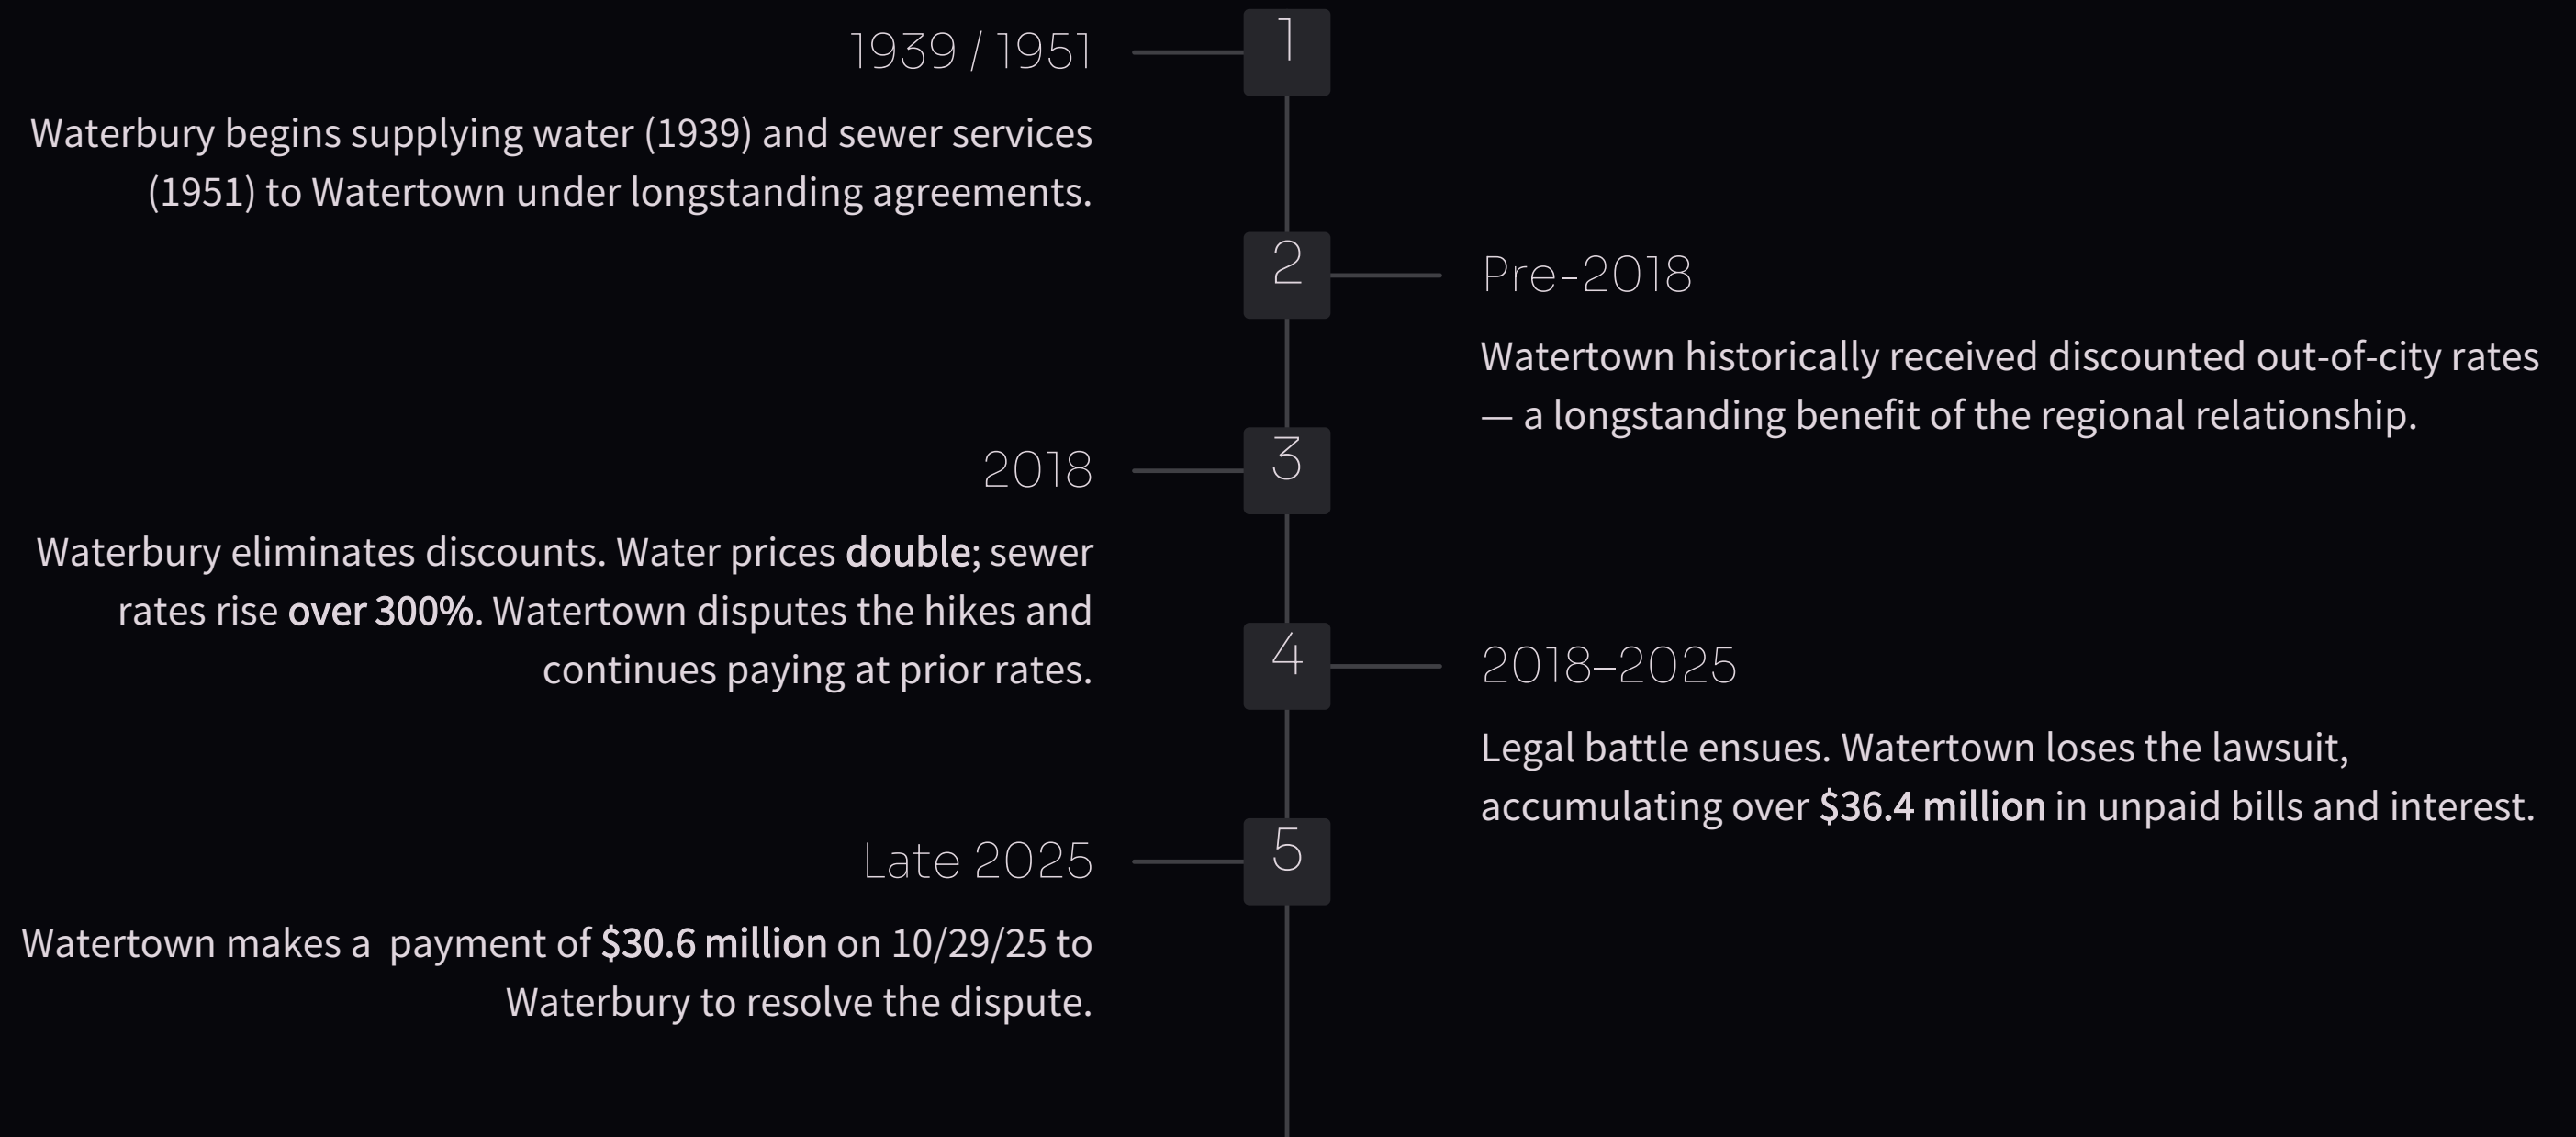 1
1939 / 1951
Waterbury begins supplying water (1939) and sewer services
(1951) to Watertown under longstanding agreements.
2
Pre-2018
Watertown historically received discounted out-of-city rates
— a longstanding benefit of the regional relationship.
3
2018
Waterbury eliminates discounts. Water prices double; sewer
rates rise over 300%. Watertown disputes the hikes and
continues paying at prior rates.
4
2018–2025
Legal battle ensues. Watertown loses the lawsuit,
accumulating over $36.4 million in unpaid bills and interest.
5
Late 2025
Watertown makes a  payment of $30.6 million on 10/29/25 to
Waterbury to resolve the dispute.